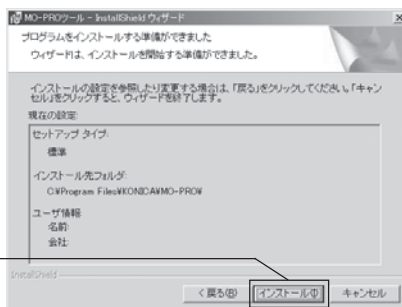 MO-PROツール - InstallShield ウィザード
プログラムをインストールする準備ができました
ウィザードは、インストールを開始する準備ができました。
インストールの設定を参照したり変更する場合は、「戻る」をクリックしてください。「キャン
セル」をクリックすると、ウィザードを終了します。
現在の設定:
セットアップ タイプ:
標準
インストール先フォルダ:
C:¥Program Files¥KONICA¥MO-PRO¥
ユーザ情報
名前:
会社:
InstallShield
< 戻る(B)
インストール(I)
キャンセル